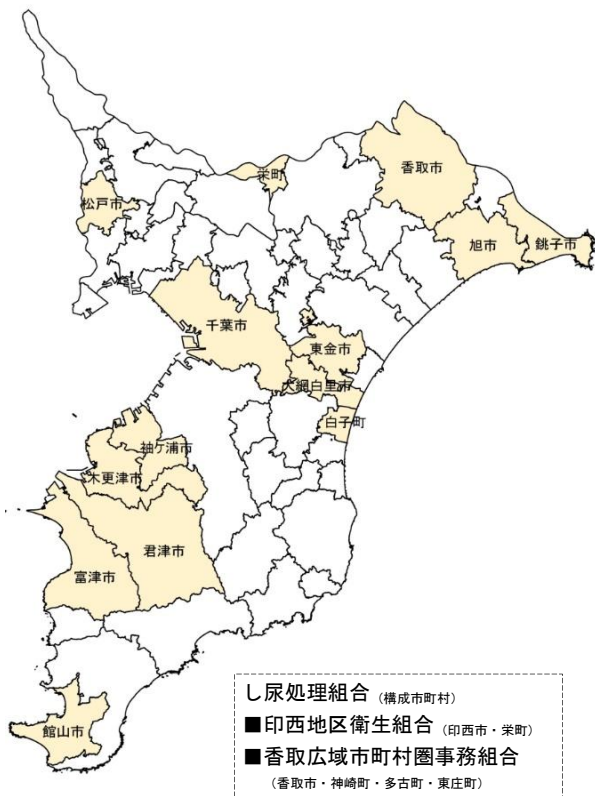 香取市
栄町
松戸市
旭市
銚子市
千葉市
東金市
大網白里市
白子町
袖ケ浦市
木更津市
君津市
富津市
館山市
し尿処理組合 (構成市町村)
■印西地区衛生組合 (印西市・栄町)
■香取広域市町村圏事務組合
(香取市・神崎町・多古町・東庄町)